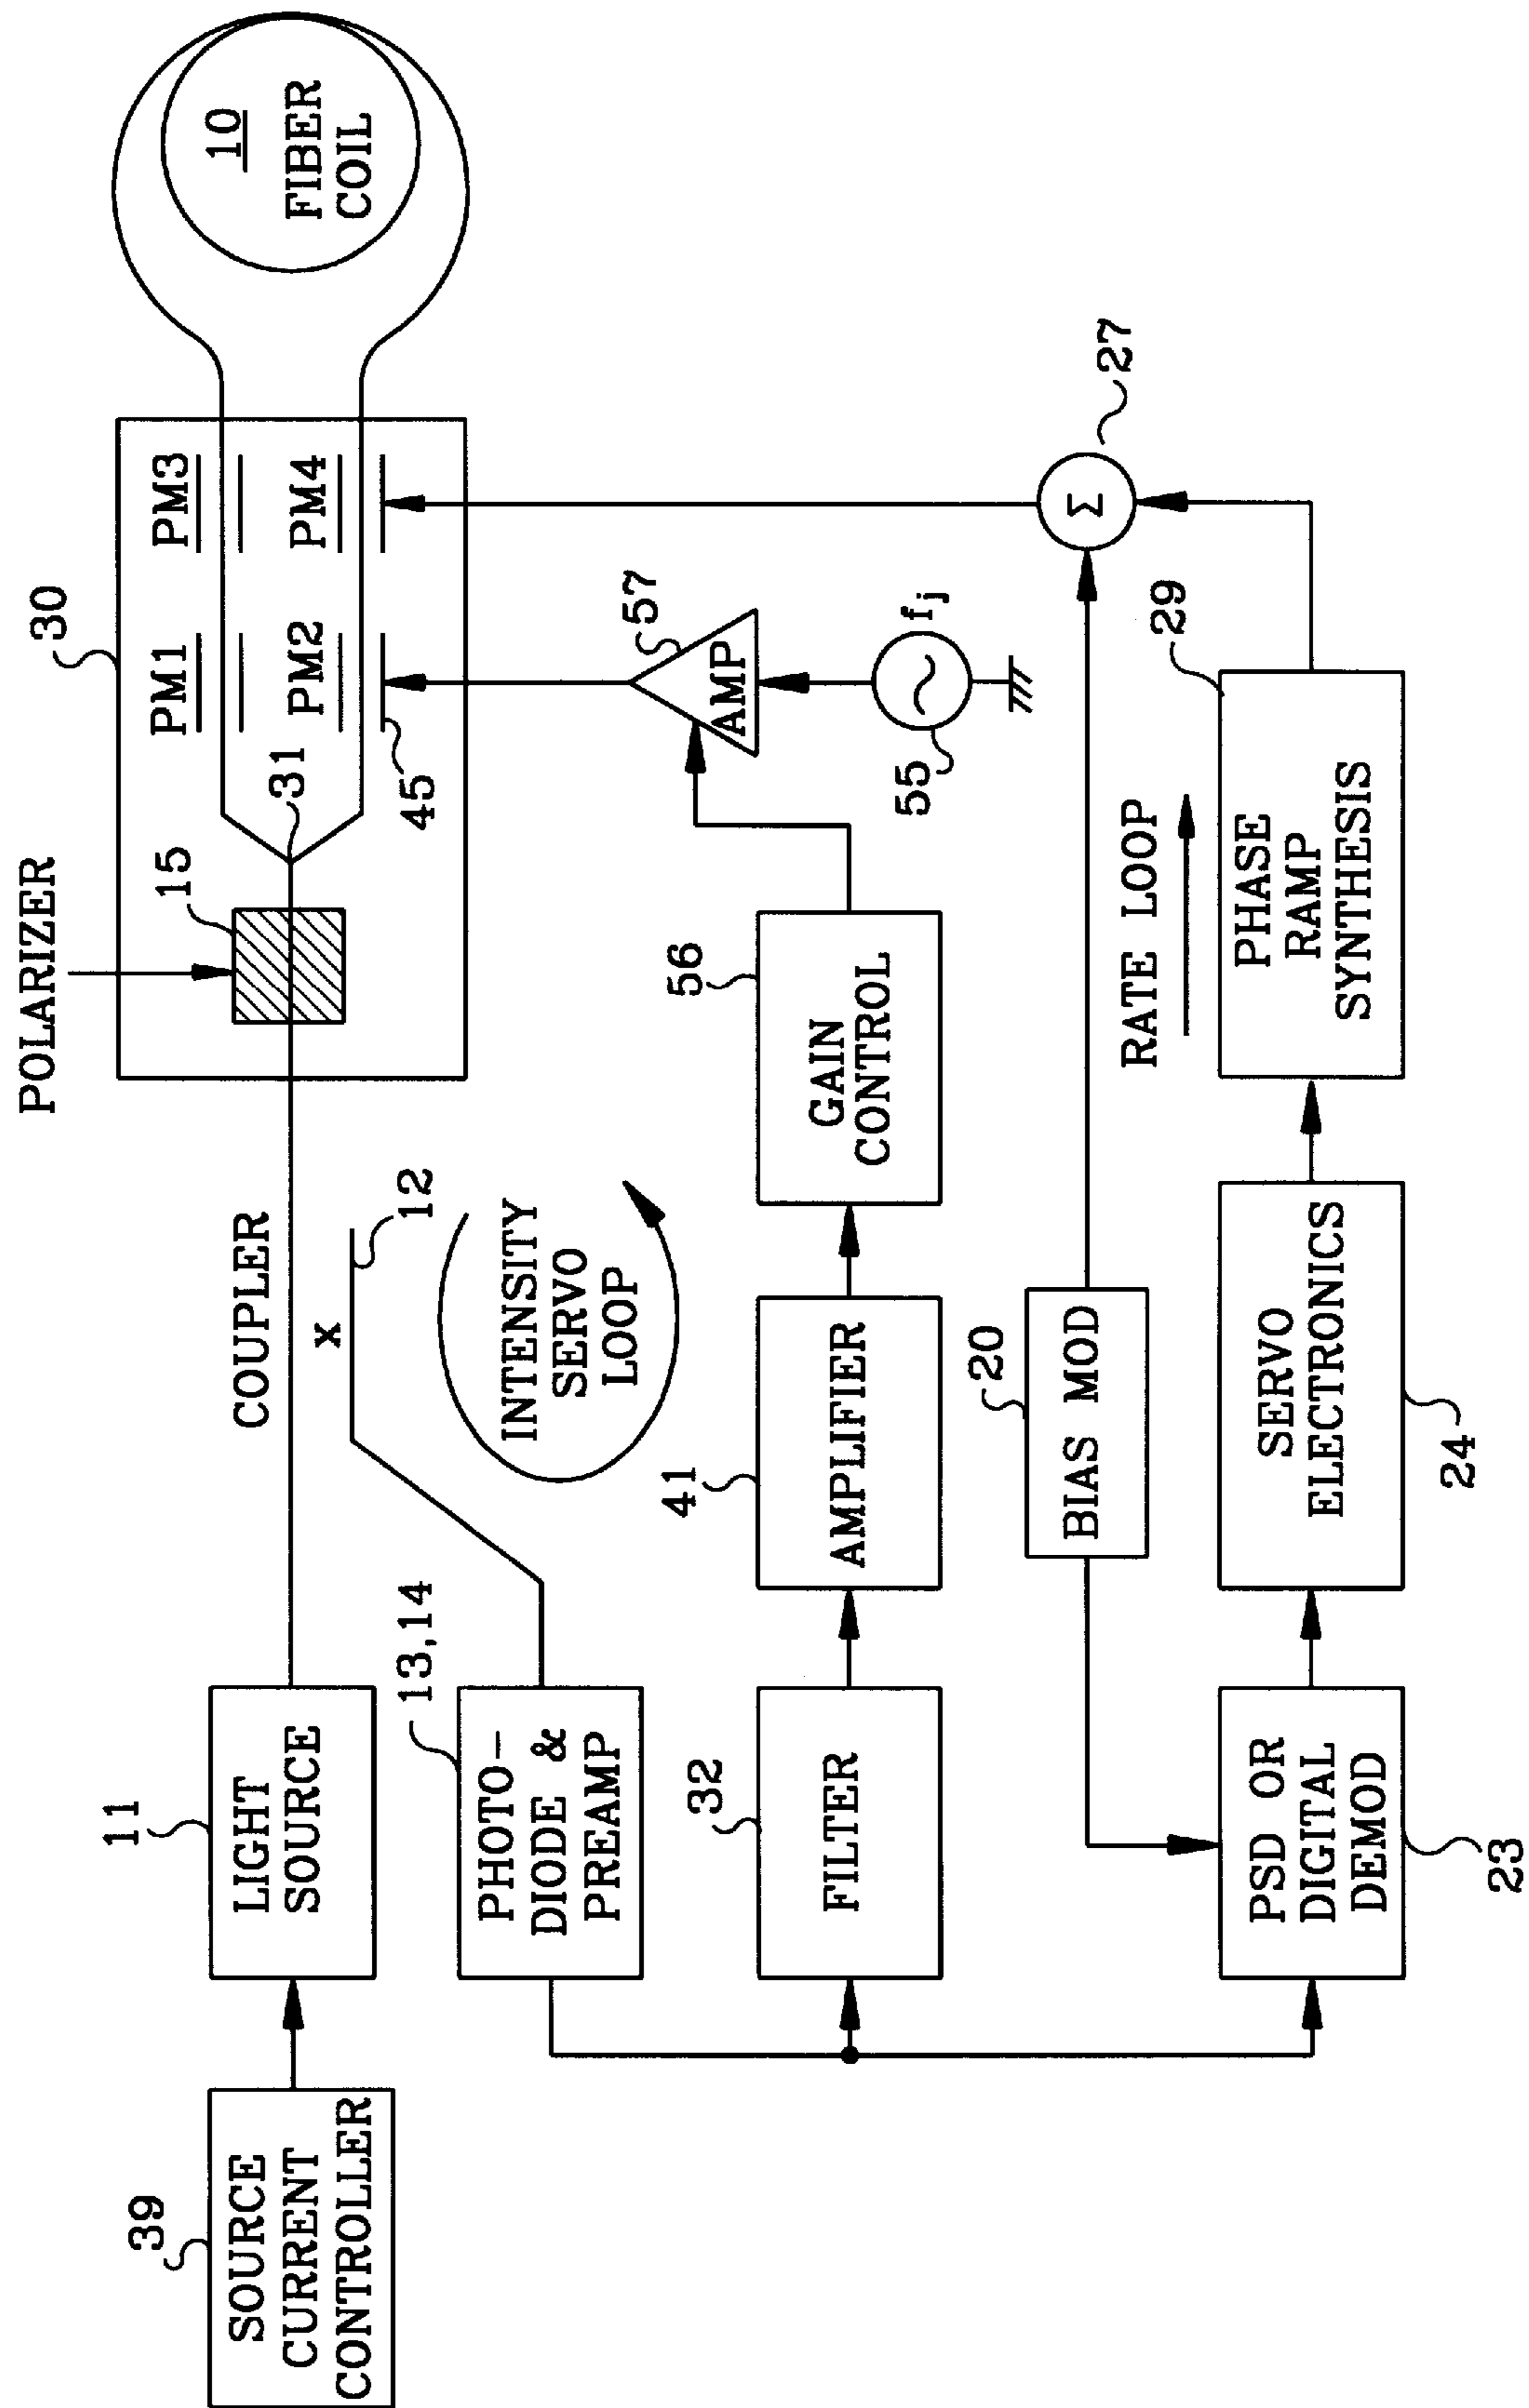 39
SOURCE
CURRENT
CONTROLLER
11
LIGHT
SOURCE
COUPLER
X
12
POLARIZER
15
31
30
PM1
PM2
PM3
PM4
45
10
FIBER
COIL
13,14
PHOTO-
DIODE &
PREAMP
INTENSITY
SERVO
LOOP
32
FILTER
41
AMPLIFIER
56
GAIN
CONTROL
57
AMP
55
fj
20
BIAS MOD
27
Σ
RATE LOOP
23
PSD OR
DIGITAL
DEMOD
24
SERVO
ELECTRONICS
29
PHASE
RAMP
SYNTHESIS